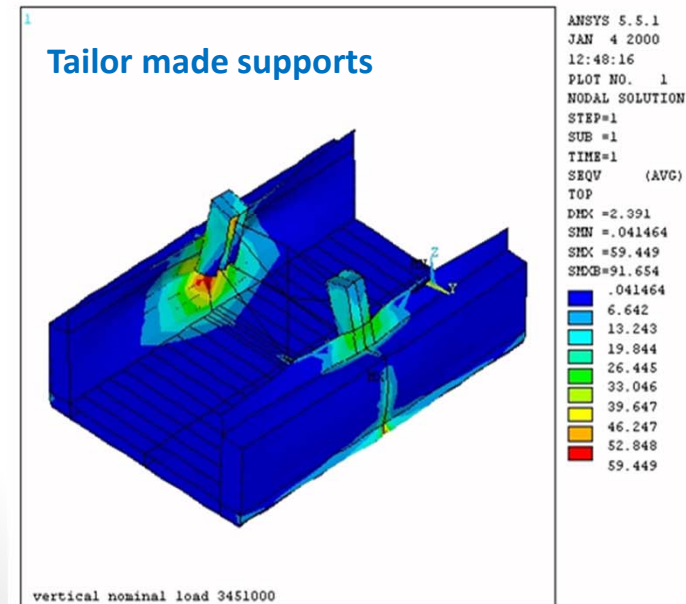 1
Tailor made supports
ANSYS 5.5.1
JAN 4 2000
12:48:16
PLOT NO. 1
NODAL SOLUTION
STEP=1
SUB =1
TIME=1
SEQV (AVG)
TOP
DMX =2.391
SMN =.041464
SMX =59.449
SMXB=91.654
.041464
6.642
13.243
19.844
26.445
33.046
39.647
46.247
52.848
59.449
Z
Y
vertical nominal load 3451000